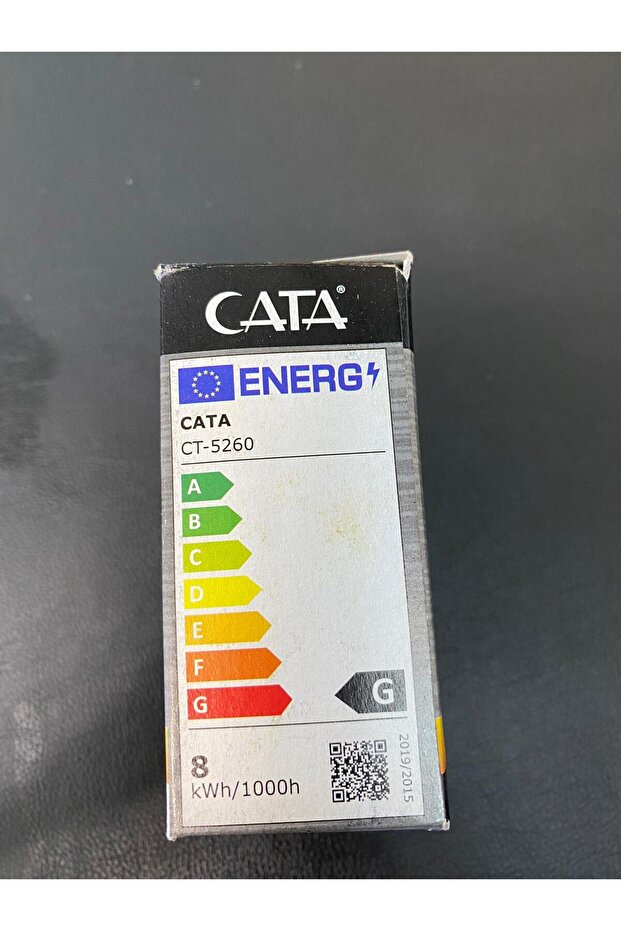 CATA®
ENERG
CATA
CT-5260
A
B
C
D
E
F
G
G
8
kWh/1000h
2019/2015